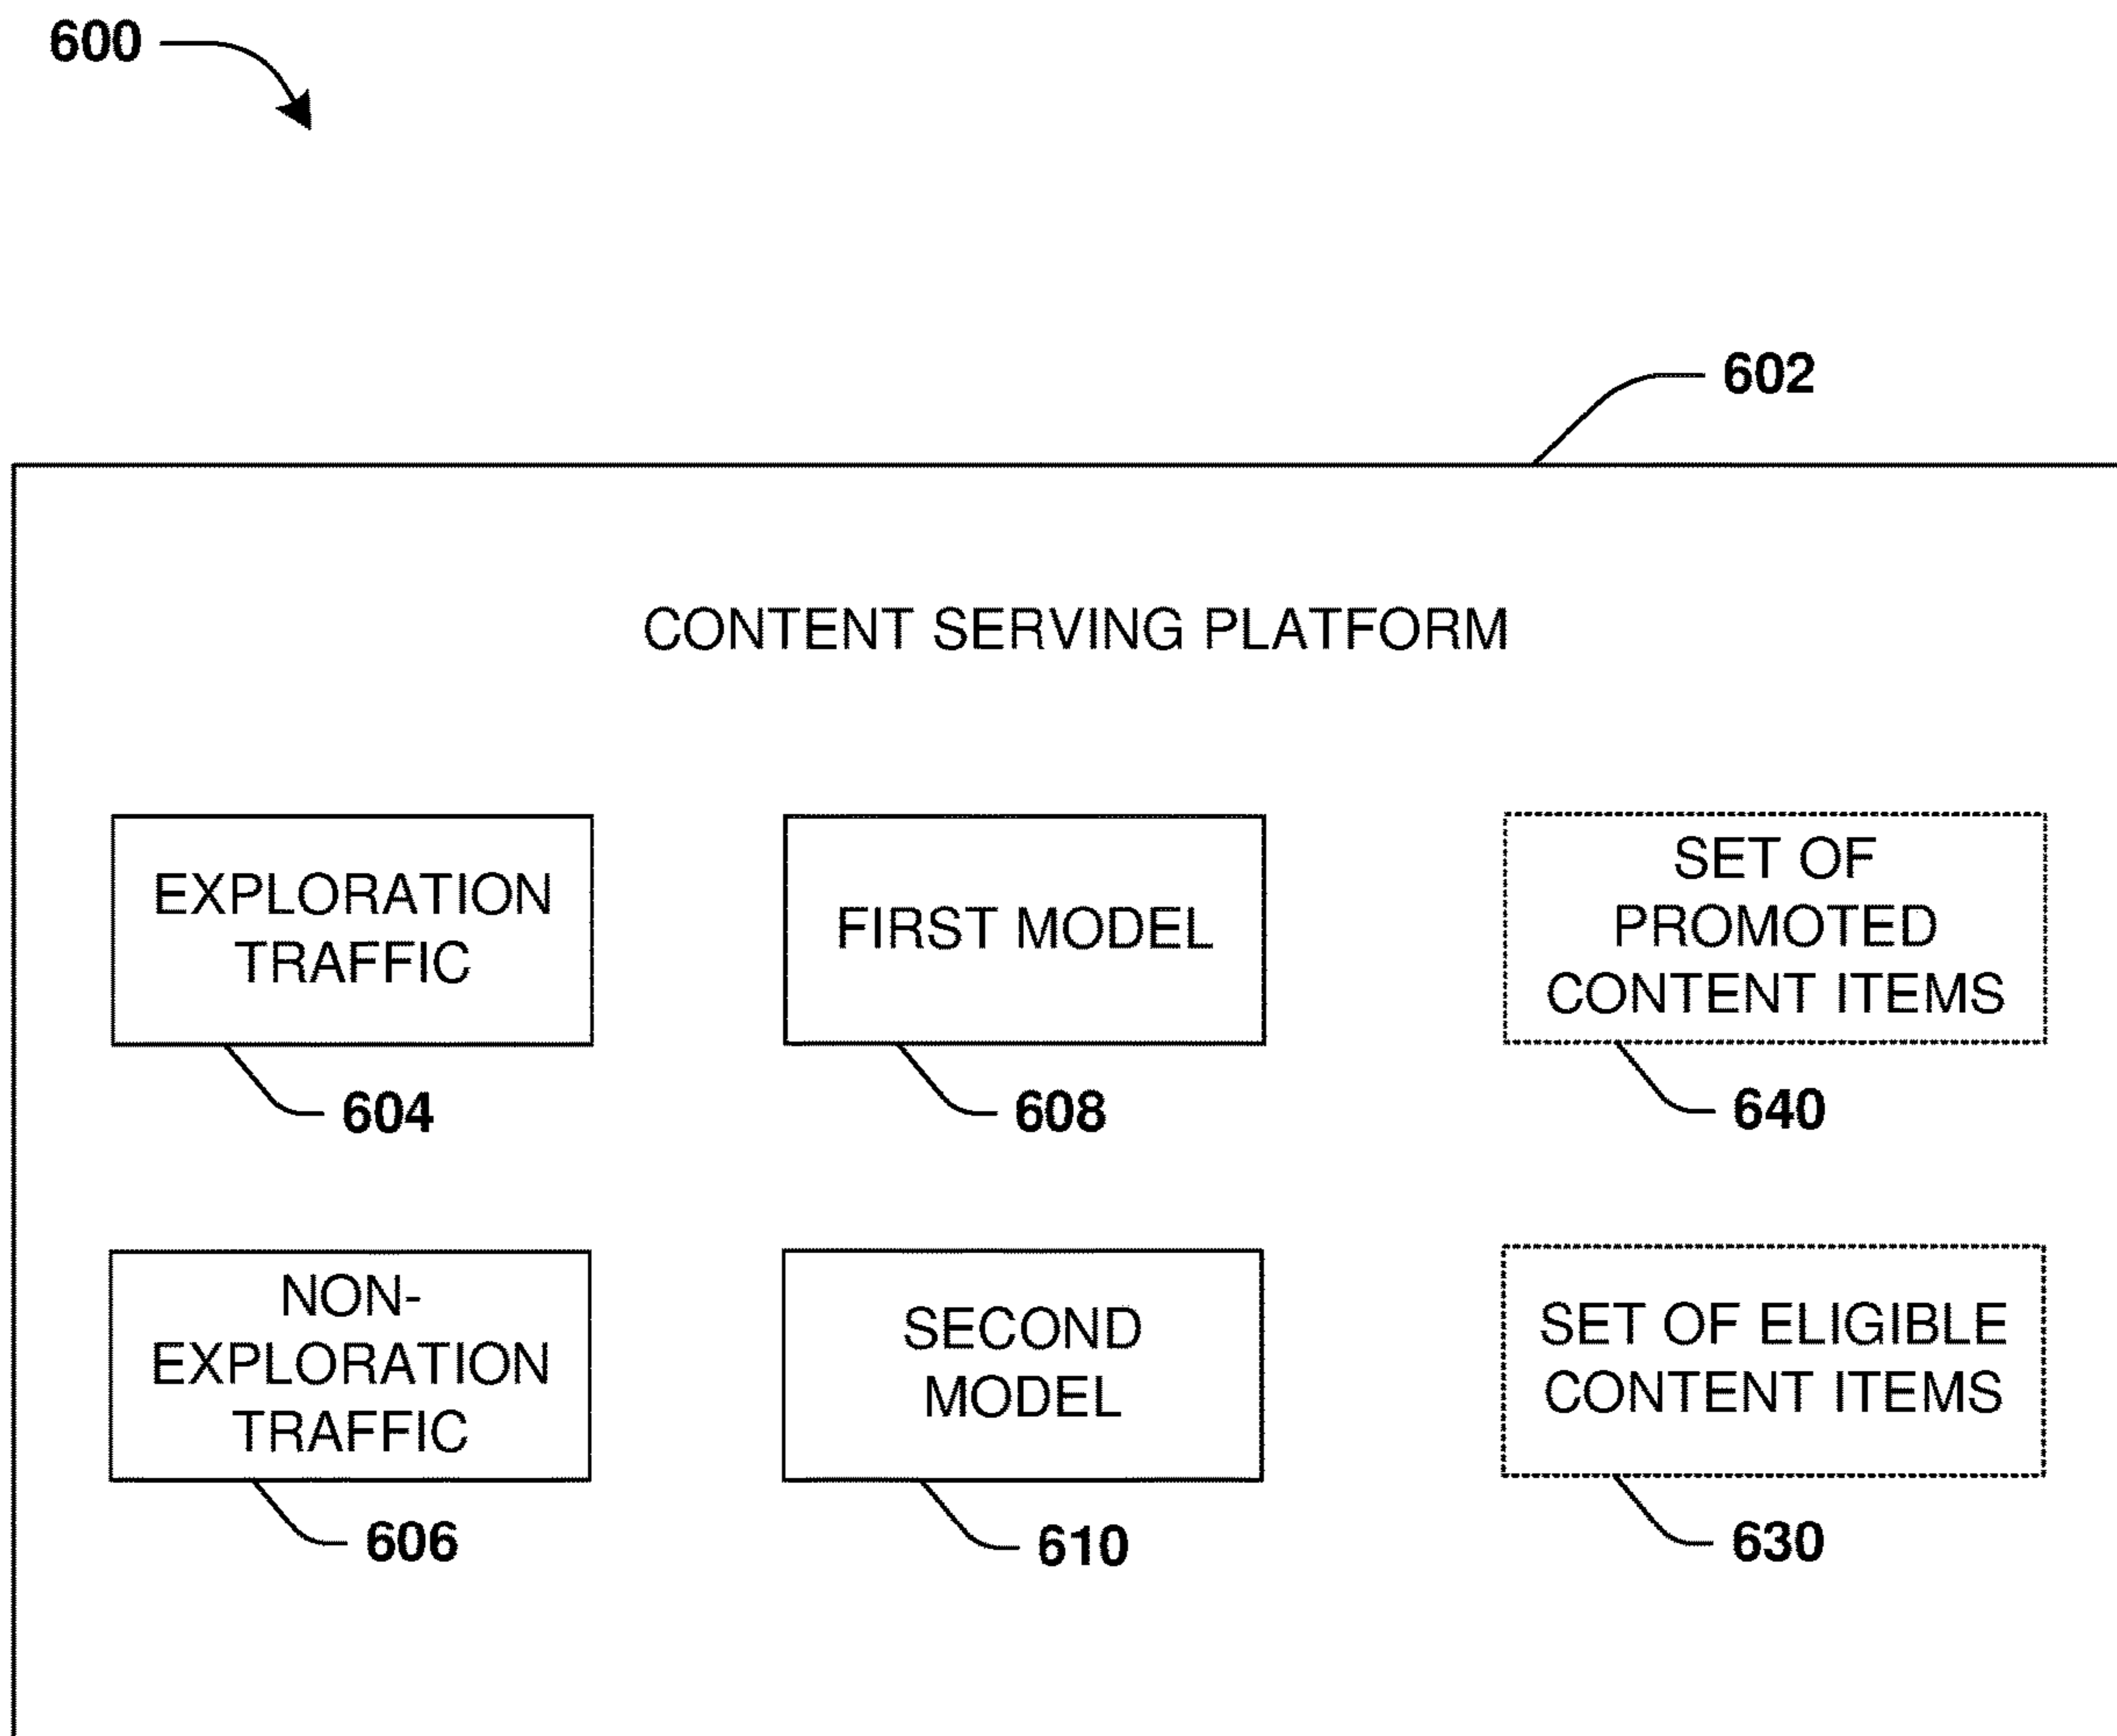 600
602
CONTENT SERVING PLATFORM
EXPLORATION
TRAFFIC
604
FIRST MODEL
608
SET OF
PROMOTED
CONTENT ITEMS
640
NON-
EXPLORATION
TRAFFIC
606
SECOND
MODEL
610
SET OF ELIGIBLE
CONTENT ITEMS
630